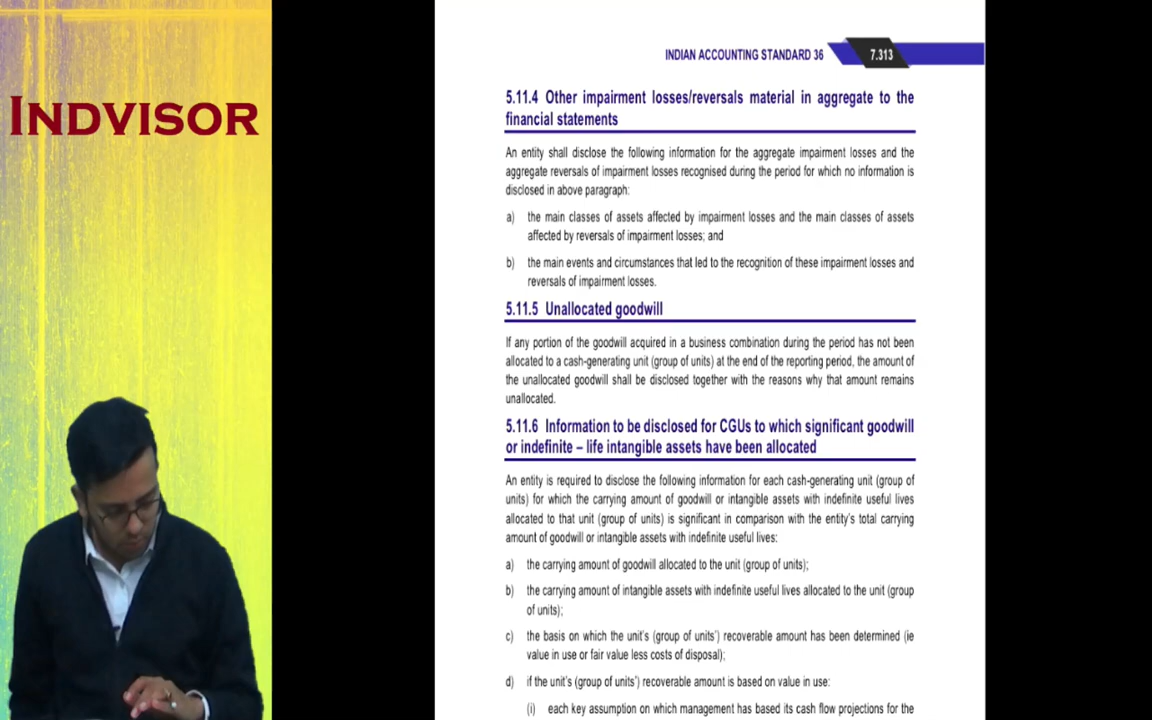 INDVISOR
INDIAN ACCOUNTING STANDARD 36
7.313
5.11.4 Other impairment losses/reversals material in aggregate to the
financial statements
An entity shall disclose the following information for the aggregate impairment losses and the
aggregate reversals of impairment losses recognised during the period for which no information is
disclosed in above paragraph:
a) the main classes of assets affected by impairment losses and the main classes of assets
affected by reversals of impairment losses; and
b) the main events and circumstances that led to the recognition of these impairment losses and
reversals of impairment losses.
5.11.5 Unallocated goodwill
If any portion of the goodwill acquired in a business combination during the period has not been
allocated to a cash-generating unit (group of units) at the end of the reporting period, the amount of
the unallocated goodwill shall be disclosed together with the reasons why that amount remains
unallocated.
5.11.6 Information to be disclosed for CGUs to which significant goodwill
or indefinite – life intangible assets have been allocated
An entity is required to disclose the following information for each cash-generating unit (group of
units) for which the carrying amount of goodwill or intangible assets with indefinite useful lives
allocated to that unit (group of units) is significant in comparison with the entity's total carrying
amount of goodwill or intangible assets with indefinite useful lives:
a) the carrying amount of goodwill allocated to the unit (group of units);
b) the carrying amount of intangible assets with indefinite useful lives allocated to the unit (group
of units);
c) the basis on which the unit's (group of units') recoverable amount has been determined (ie
value in use or fair value less costs of disposal);
d) if the unit's (group of units') recoverable amount is based on value in use:
(i) each key assumption on which management has based its cash flow projections for the